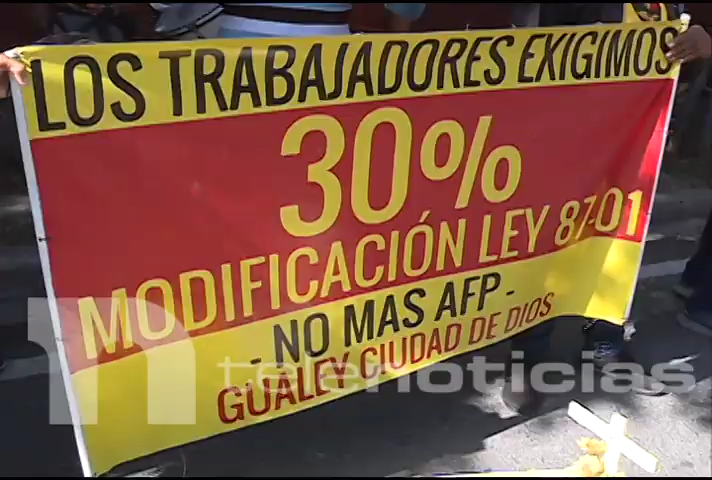 LOS TRABAJADORES EXIGIMOS
30%
MODIFICACIÓN LEY 87-01
- NO MAS AFP -
GUALEY CIUDAD DE DIOS
n telenoticias